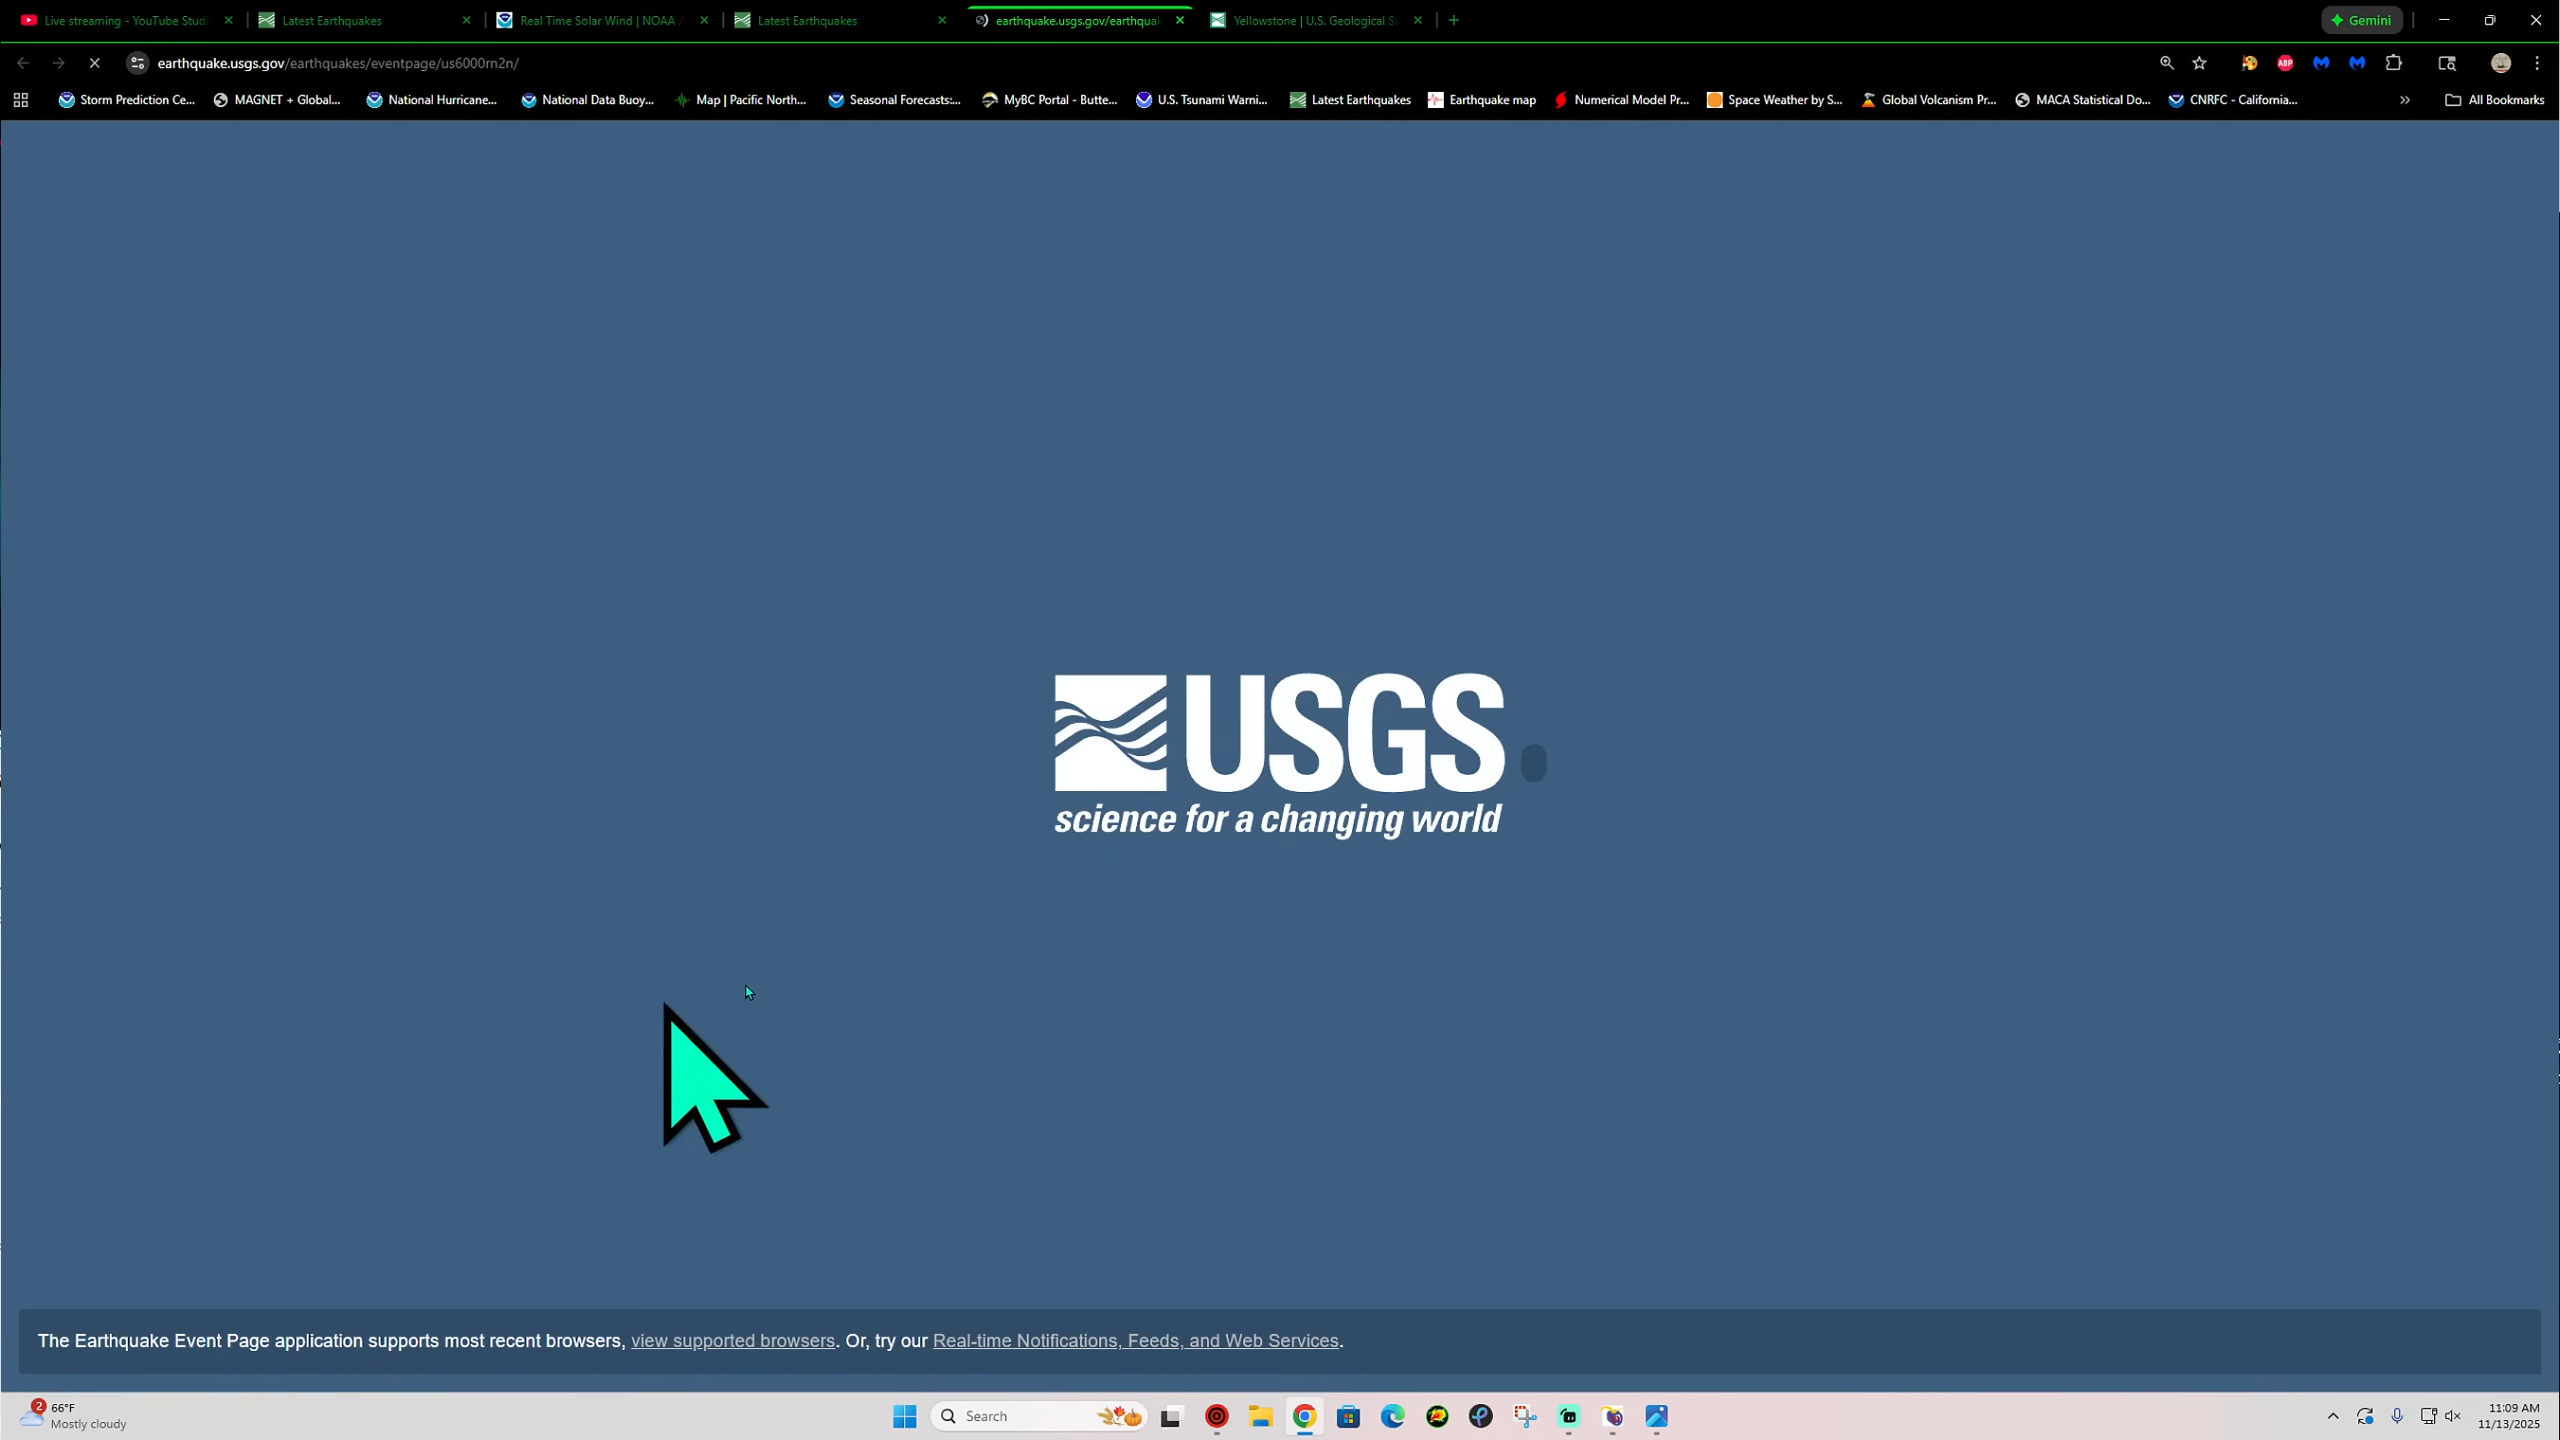 Live streaming - YouTube Studi
Latest Earthquakes
Real Time Solar Wind | NOAA /
Latest Earthquakes
earthquake.usgs.gov/earthquak
Yellowstone | U.S. Geological S
Gemini
earthquake.usgs.gov/earthquakes/eventpage/us6000rn2n/
Storm Prediction Ce...
MAGNET + Global...
National Hurricane...
National Data Buoy...
Map | Pacific North...
Seasonal Forecasts:...
MyBC Portal - Butte...
U.S. Tsunami Warni...
Latest Earthquakes
Earthquake map
Numerical Model Pr...
Space Weather by S...
Global Volcanism Pr...
MACA Statistical Do...
CNRFC - California...
All Bookmarks
ABP
USGS
science for a changing world
The Earthquake Event Page application supports most recent browsers, view supported browsers. Or, try our Real-time Notifications, Feeds, and Web Services.
2
66°F
Mostly cloudy
Search
11:09 AM
11/13/2025